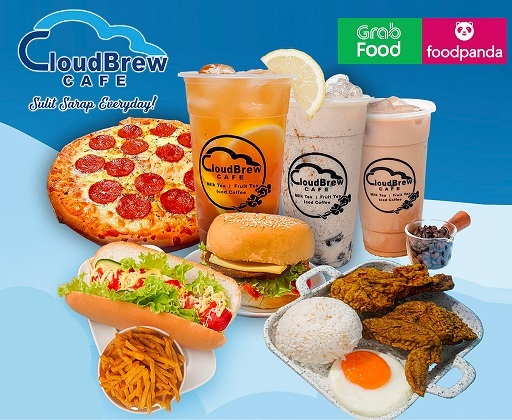 CloudBrew
CAFE
Sulit Sarap Everyday!
Grab
Food
foodpanda
CloudBrew
CAFE
Milk Tea | Fruit Tea
Iced Coffee
CloudBrew
CAFE
Milk Tea | Fruit Tea
Iced Coffee
CloudBrew
CAFE
Milk Tea | Fruit Tea
Iced Coffee